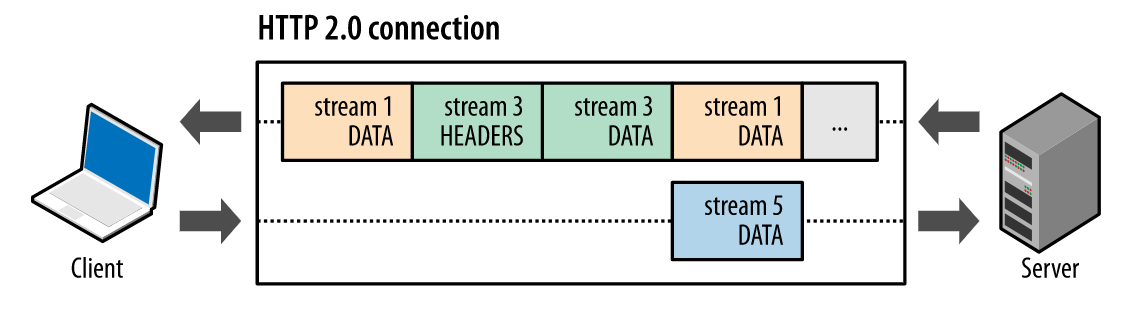 HTTP 2.0 connection
stream 1
DATA
stream 3
HEADERS
stream 3
DATA
stream 1
DATA
...
stream 5
DATA
Client
Server